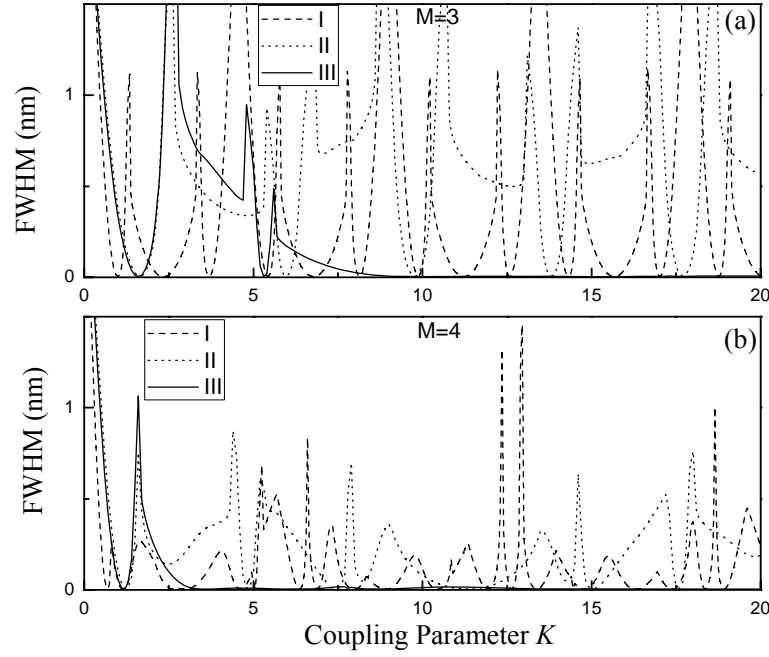 I
II
III
M=3
(a)
FWHM (nm)
1
0
0
5
10
15
20
I
II
III
M=4
(b)
FWHM (nm)
1
0
0
5
10
15
20
Coupling Parameter K